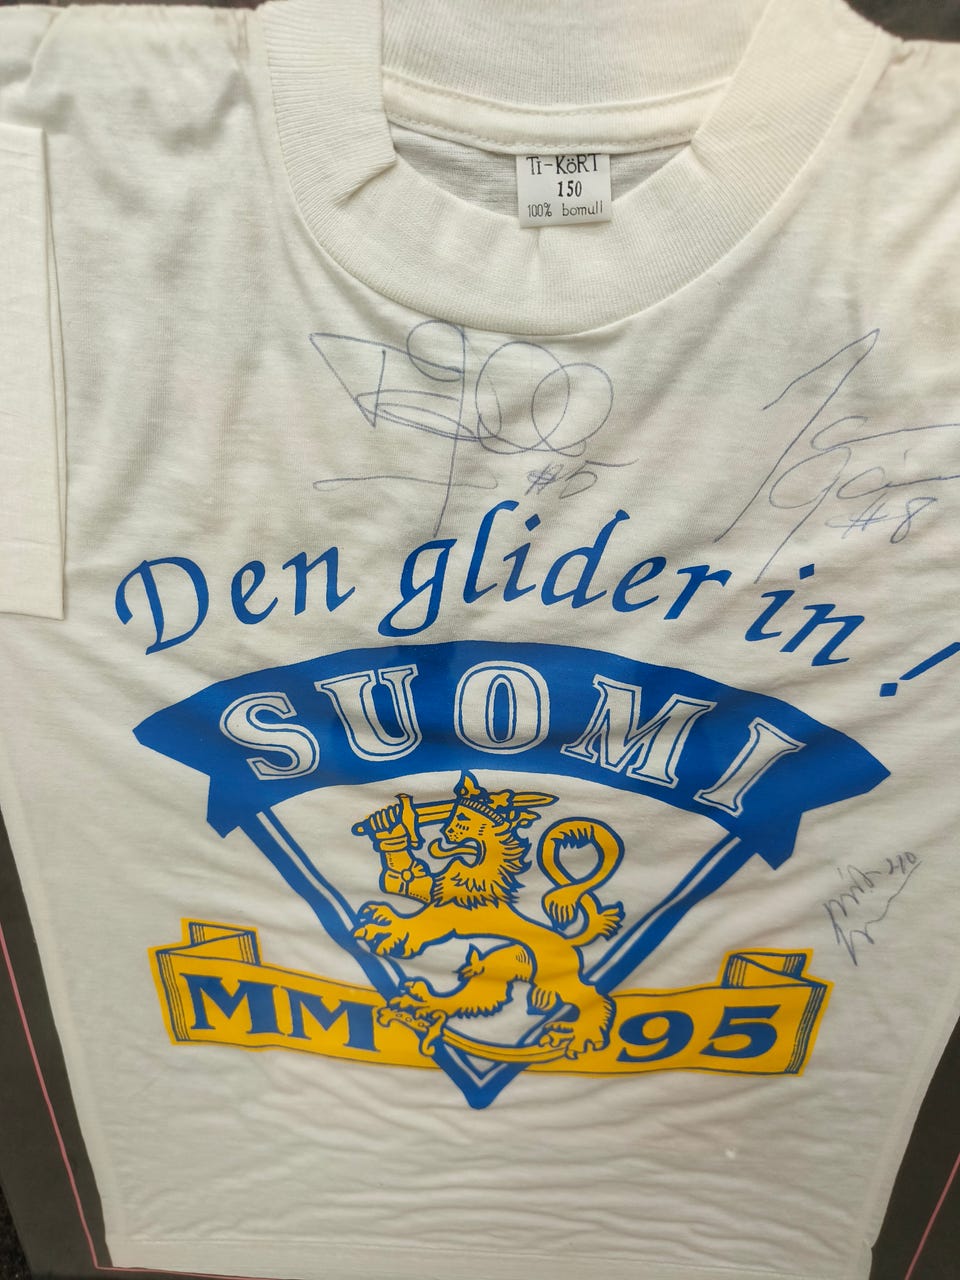 TI-KÖRT
150
100% bomull
#5
#8
Den glider in!
SUOMI
MM 95